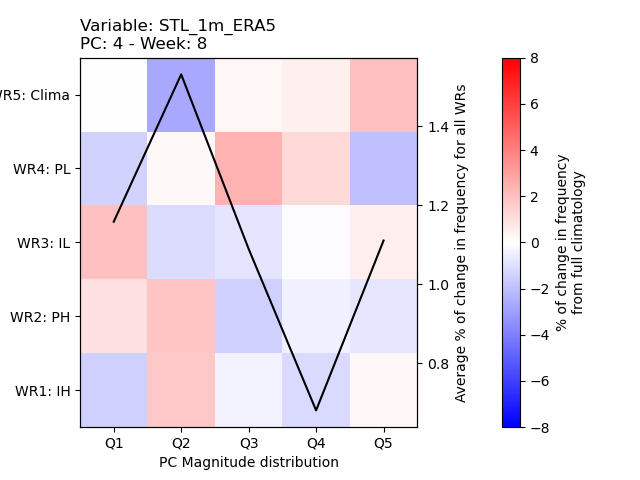 Variable: STL_1m_ERA5
PC: 4 - Week: 8
WR5: Clima
WR4: PL
WR3: IL
WR2: PH
WR1: IH
Q1 Q2 Q3 Q4 Q5
PC Magnitude distribution
1.4
1.2
1.0
0.8
Average % of change in frequency for all WRs
8
6
4
2
0
−2
−4
−6
−8
% of change in frequency
from full climatology